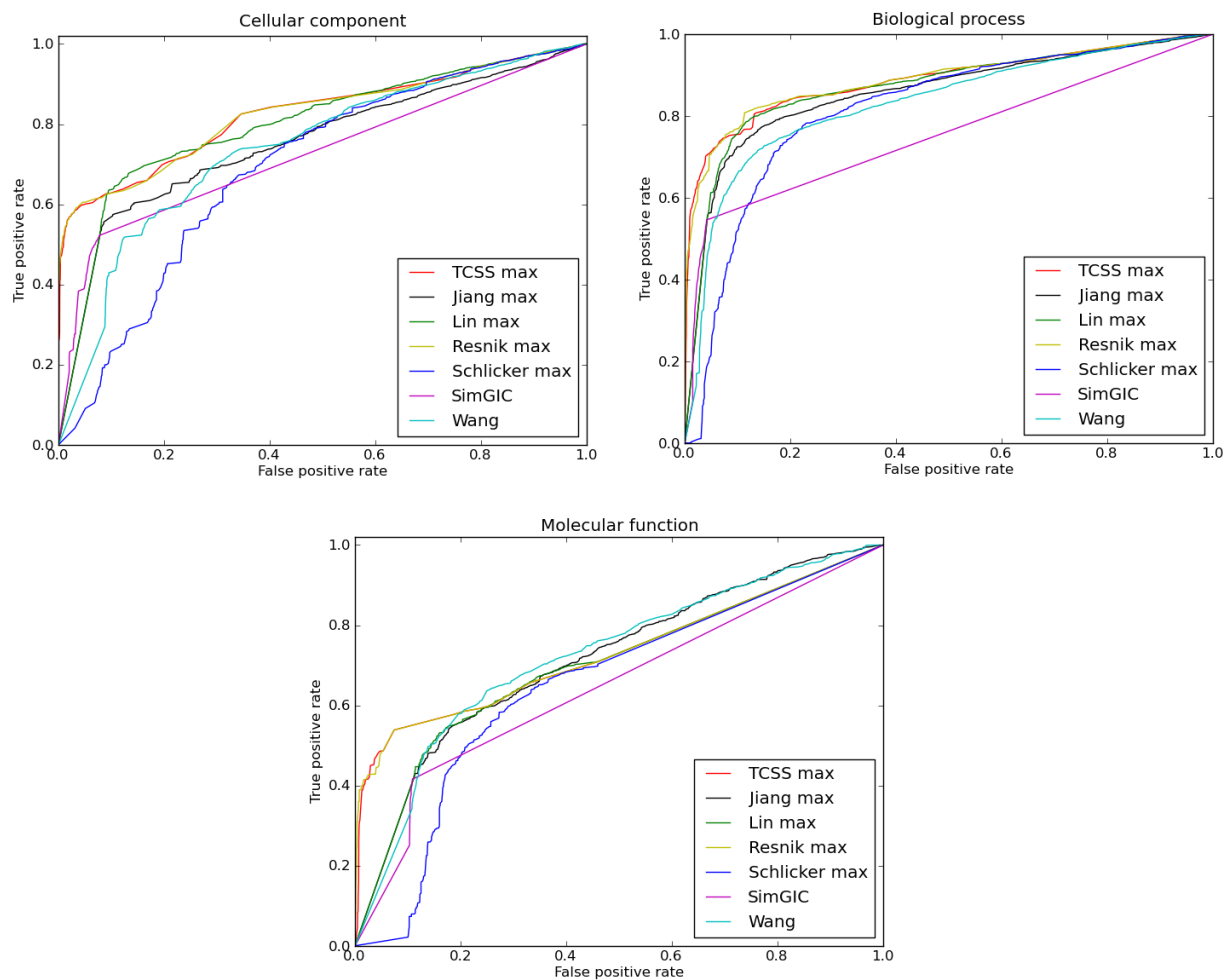 Cellular component
1.0
0.8
0.6
0.4
0.2
0.0
True positive rate
0.0 0.2 0.4 0.6 0.8 1.0
False positive rate
TCSS max
Jiang max
Lin max
Resnik max
Schlicker max
SimGIC
Wang
Biological process
1.0
0.8
0.6
0.4
0.2
0.0
True positive rate
0.0 0.2 0.4 0.6 0.8 1.0
False positive rate
TCSS max
Jiang max
Lin max
Resnik max
Schlicker max
SimGIC
Wang
Molecular function
1.0
0.8
0.6
0.4
0.2
0.0
True positive rate
0.0 0.2 0.4 0.6 0.8 1.0
False positive rate
TCSS max
Jiang max
Lin max
Resnik max
Schlicker max
SimGIC
Wang